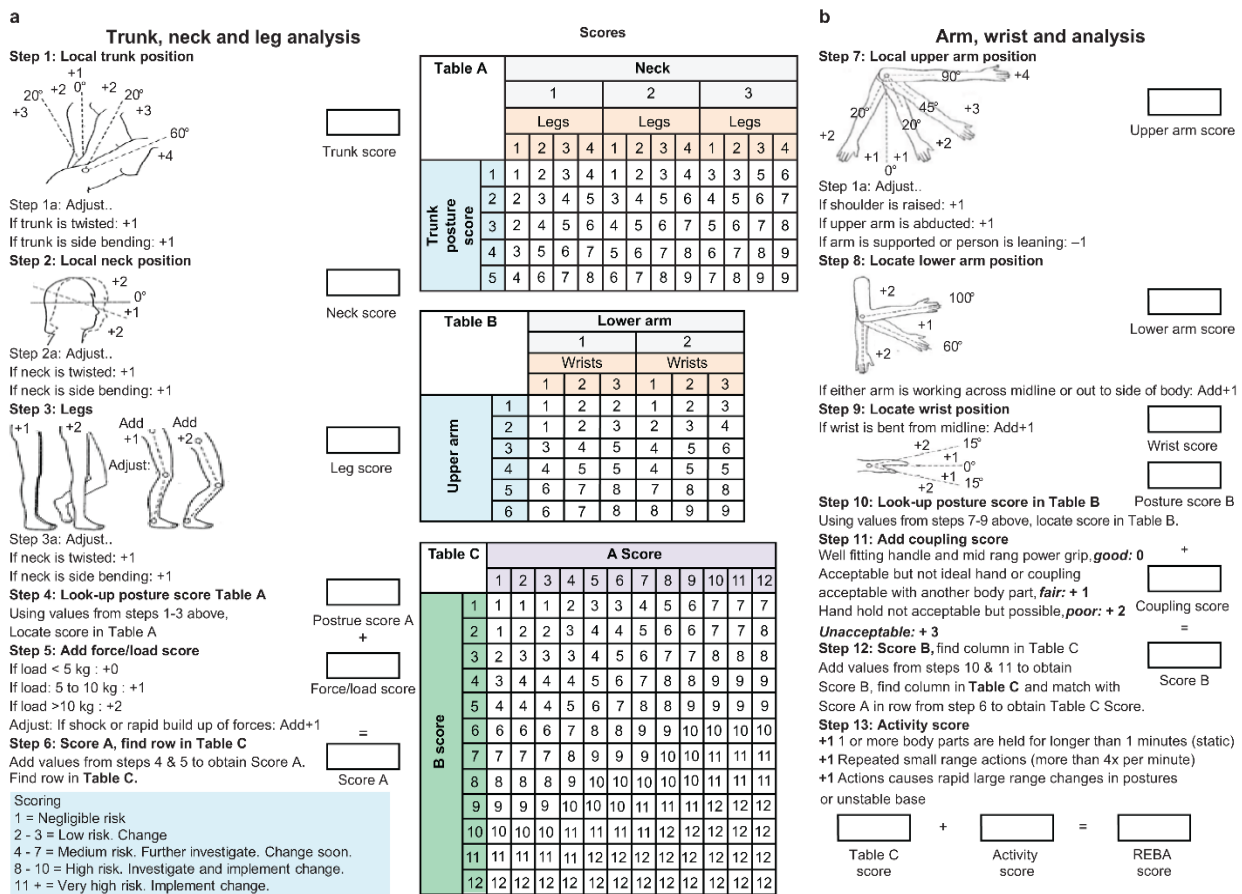 a
Trunk, neck and leg analysis
Step 1: Local trunk position
+1
+2 0° +2
20° 20°
+3 +3
60°
+4
Trunk score
Step 1a: Adjust..
If trunk is twisted: +1
If trunk is side bending: +1
Step 2: Local neck position
+2
0°
+1
+2
Neck score
Step 2a: Adjust..
If neck is twisted: +1
If neck is side bending: +1
Step 3: Legs
+1 +2 Add +1 Add +2
Adjust:
Leg score
Step 3a: Adjust..
If neck is twisted: +1
If neck is side bending: +1
Step 4: Look-up posture score Table A
Using values from steps 1-3 above,
Locate score in Table A
Postrue score A
+
Step 5: Add force/load score
If load < 5 kg : +0
If load: 5 to 10 kg : +1
If load >10 kg : +2
Force/load score
Adjust: If shock or rapid build up of forces: Add+1
=
Step 6: Score A, find row in Table C
Add values from steps 4 & 5 to obtain Score A.
Find row in Table C.
Score A
Scoring
1 = Negligible risk
2 - 3 = Low risk. Change
4 - 7 = Medium risk. Further investigate. Change soon.
8 - 10 = High risk. Investigate and implement change.
11 + = Very high risk. Implement change.
Scores
Table A Neck
1 2 3
Legs Legs Legs
1 2 3 4 1 2 3 4 1 2 3 4
Trunk posture score
1 1 2 3 4 1 2 3 4 3 3 5 6
2 2 3 4 5 3 4 5 6 4 5 6 7
3 2 4 5 6 4 5 6 7 5 6 7 8
4 3 5 6 7 5 6 7 8 6 7 8 9
5 4 6 7 8 6 7 8 9 7 8 9 9
Table B Lower arm
1 2
Wrists Wrists
1 2 3 1 2 3
Upper arm
1 1 2 2 1 2 3
2 1 2 3 2 3 4
3 3 4 5 4 5 6
4 4 5 5 4 5 5
5 6 7 8 7 8 8
6 6 7 8 8 9 9
Table C A Score
1 2 3 4 5 6 7 8 9 10 11 12
B score
1 1 1 1 2 3 3 4 5 6 7 7 7
2 1 2 2 3 4 4 5 6 6 7 7 8
3 2 3 3 3 4 5 6 7 7 8 8 8
4 3 4 4 4 5 6 7 8 8 9 9 9
5 4 4 4 5 6 7 8 8 9 9 9 9
6 6 6 6 7 8 8 9 9 10 10 10 10
7 7 7 7 8 9 9 9 10 10 11 11 11
8 8 8 8 9 10 10 10 10 10 11 11 11
9 9 9 9 10 10 10 11 11 11 12 12 12
10 10 10 10 11 11 11 11 12 12 12 12 12
11 11 11 11 11 12 12 12 12 12 12 12 12
12 12 12 12 12 12 12 12 12 12 12 12 12
b
Arm, wrist and analysis
Step 7: Local upper arm position
90° +4
45° +3
20° 20°
+2 +2
+1 +1
0°
Upper arm score
Step 1a: Adjust..
If shoulder is raised: +1
If upper arm is abducted: +1
If arm is supported or person is leaning: –1
Step 8: Locate lower arm position
+2
100°
+1
60°
+2
Lower arm score
If either arm is working across midline or out to side of body: Add+1
Step 9: Locate wrist position
If wrist is bent from midline: Add+1
+2 15°
+1 0°
+2 15°
Wrist score
Posture score B
Step 10: Look-up posture score in Table B
Using values from steps 7-9 above, locate score in Table B.
Step 11: Add coupling score
+
Well fitting handle and mid rang power grip, good: 0
Acceptable but not ideal hand or coupling
acceptable with another body part, fair: + 1
Hand hold not acceptable but possible, poor: + 2
Coupling score
Unacceptable: + 3
=
Step 12: Score B, find column in Table C
Add values from steps 10 & 11 to obtain
Score B, find column in Table C and match with
Score A in row from step 6 to obtain Table C Score.
Score B
Step 13: Activity score
+1 1 or more body parts are held for longer than 1 minutes (static)
+1 Repeated small range actions (more than 4x per minute)
+1 Actions causes rapid large range changes in postures
or unstable base
+ =
Table C score
Activity score
REBA score